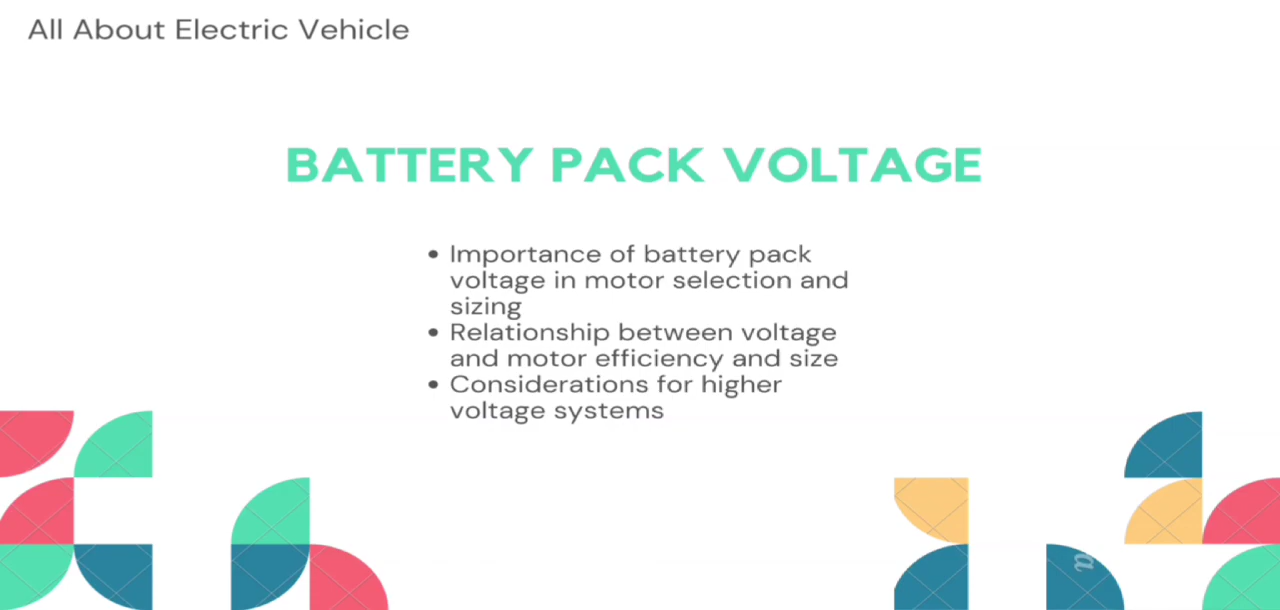 All About Electric Vehicle
BATTERY PACK VOLTAGE
• Importance of battery pack
voltage in motor selection and
sizing
• Relationship between voltage
and motor efficiency and size
• Considerations for higher
voltage systems
a